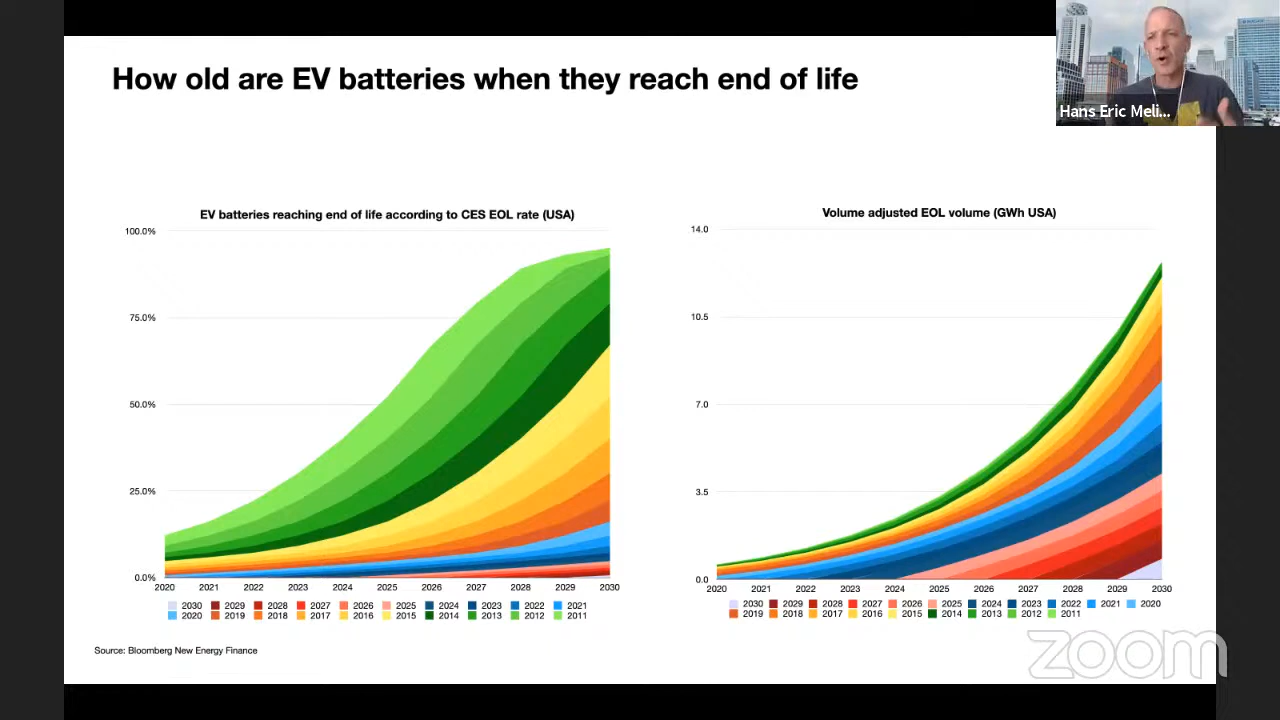 How old are EV batteries when they reach end of life
Hans Eric Meli...
EV batteries reaching end of life according to CES EOL rate (USA)
100.0%
75.0%
50.0%
25.0%
0.0%
2020 2021 2022 2023 2024 2025 2026 2027 2028 2029 2030
2030 2029 2028 2027 2026 2025 2024 2023 2022 2021
2020 2019 2018 2017 2016 2015 2014 2013 2012 2011
Volume adjusted EOL volume (GWh USA)
14.0
10.5
7.0
3.5
0.0
2020 2021 2022 2023 2024 2025 2026 2027 2028 2029 2030
2030 2029 2028 2027 2026 2025 2024 2023 2022 2021 2020
2019 2018 2017 2016 2015 2014 2013 2012 2011
Source: Bloomberg New Energy Finance
zoom